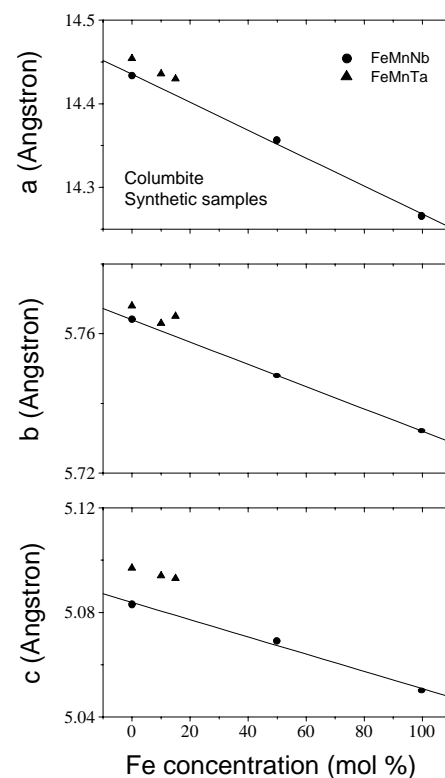 14.5
FeMnNb
FeMnTa
14.4
a (Angstron)
Columbite
14.3
Synthetic samples
5.76
b (Angstron)
5.72
5.12
5.08
c (Angstron)
5.04
0 20 40 60 80 100
Fe concentration (mol %)